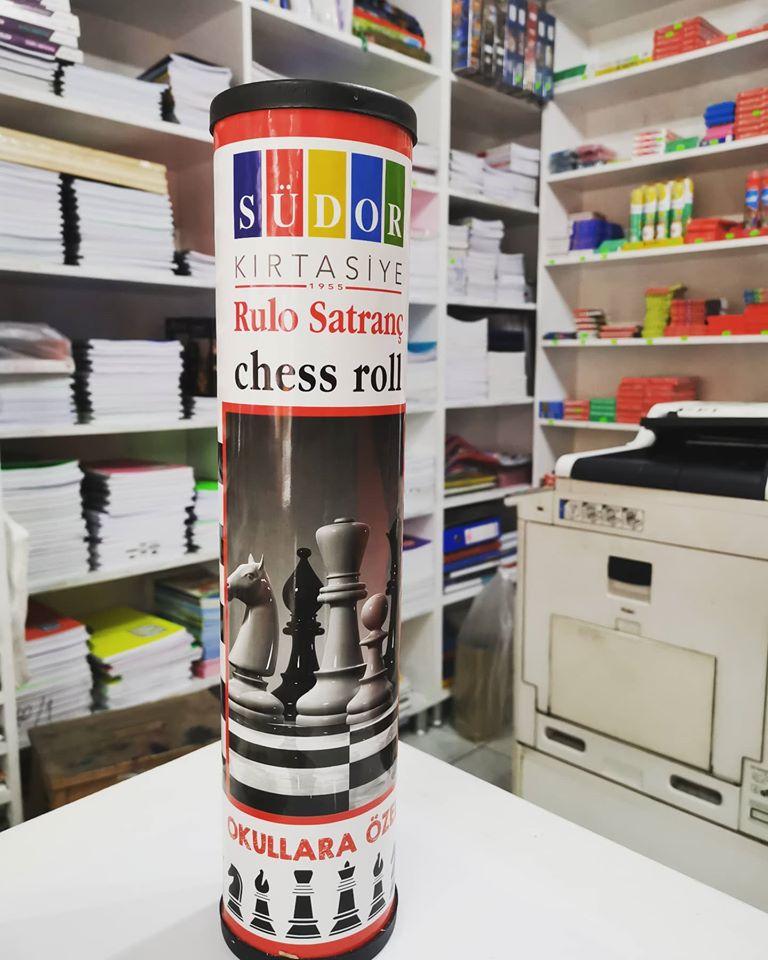 SÜDOR
KIRTASİYE
1955
Rulo Satranç
chess roll
OKULLARA